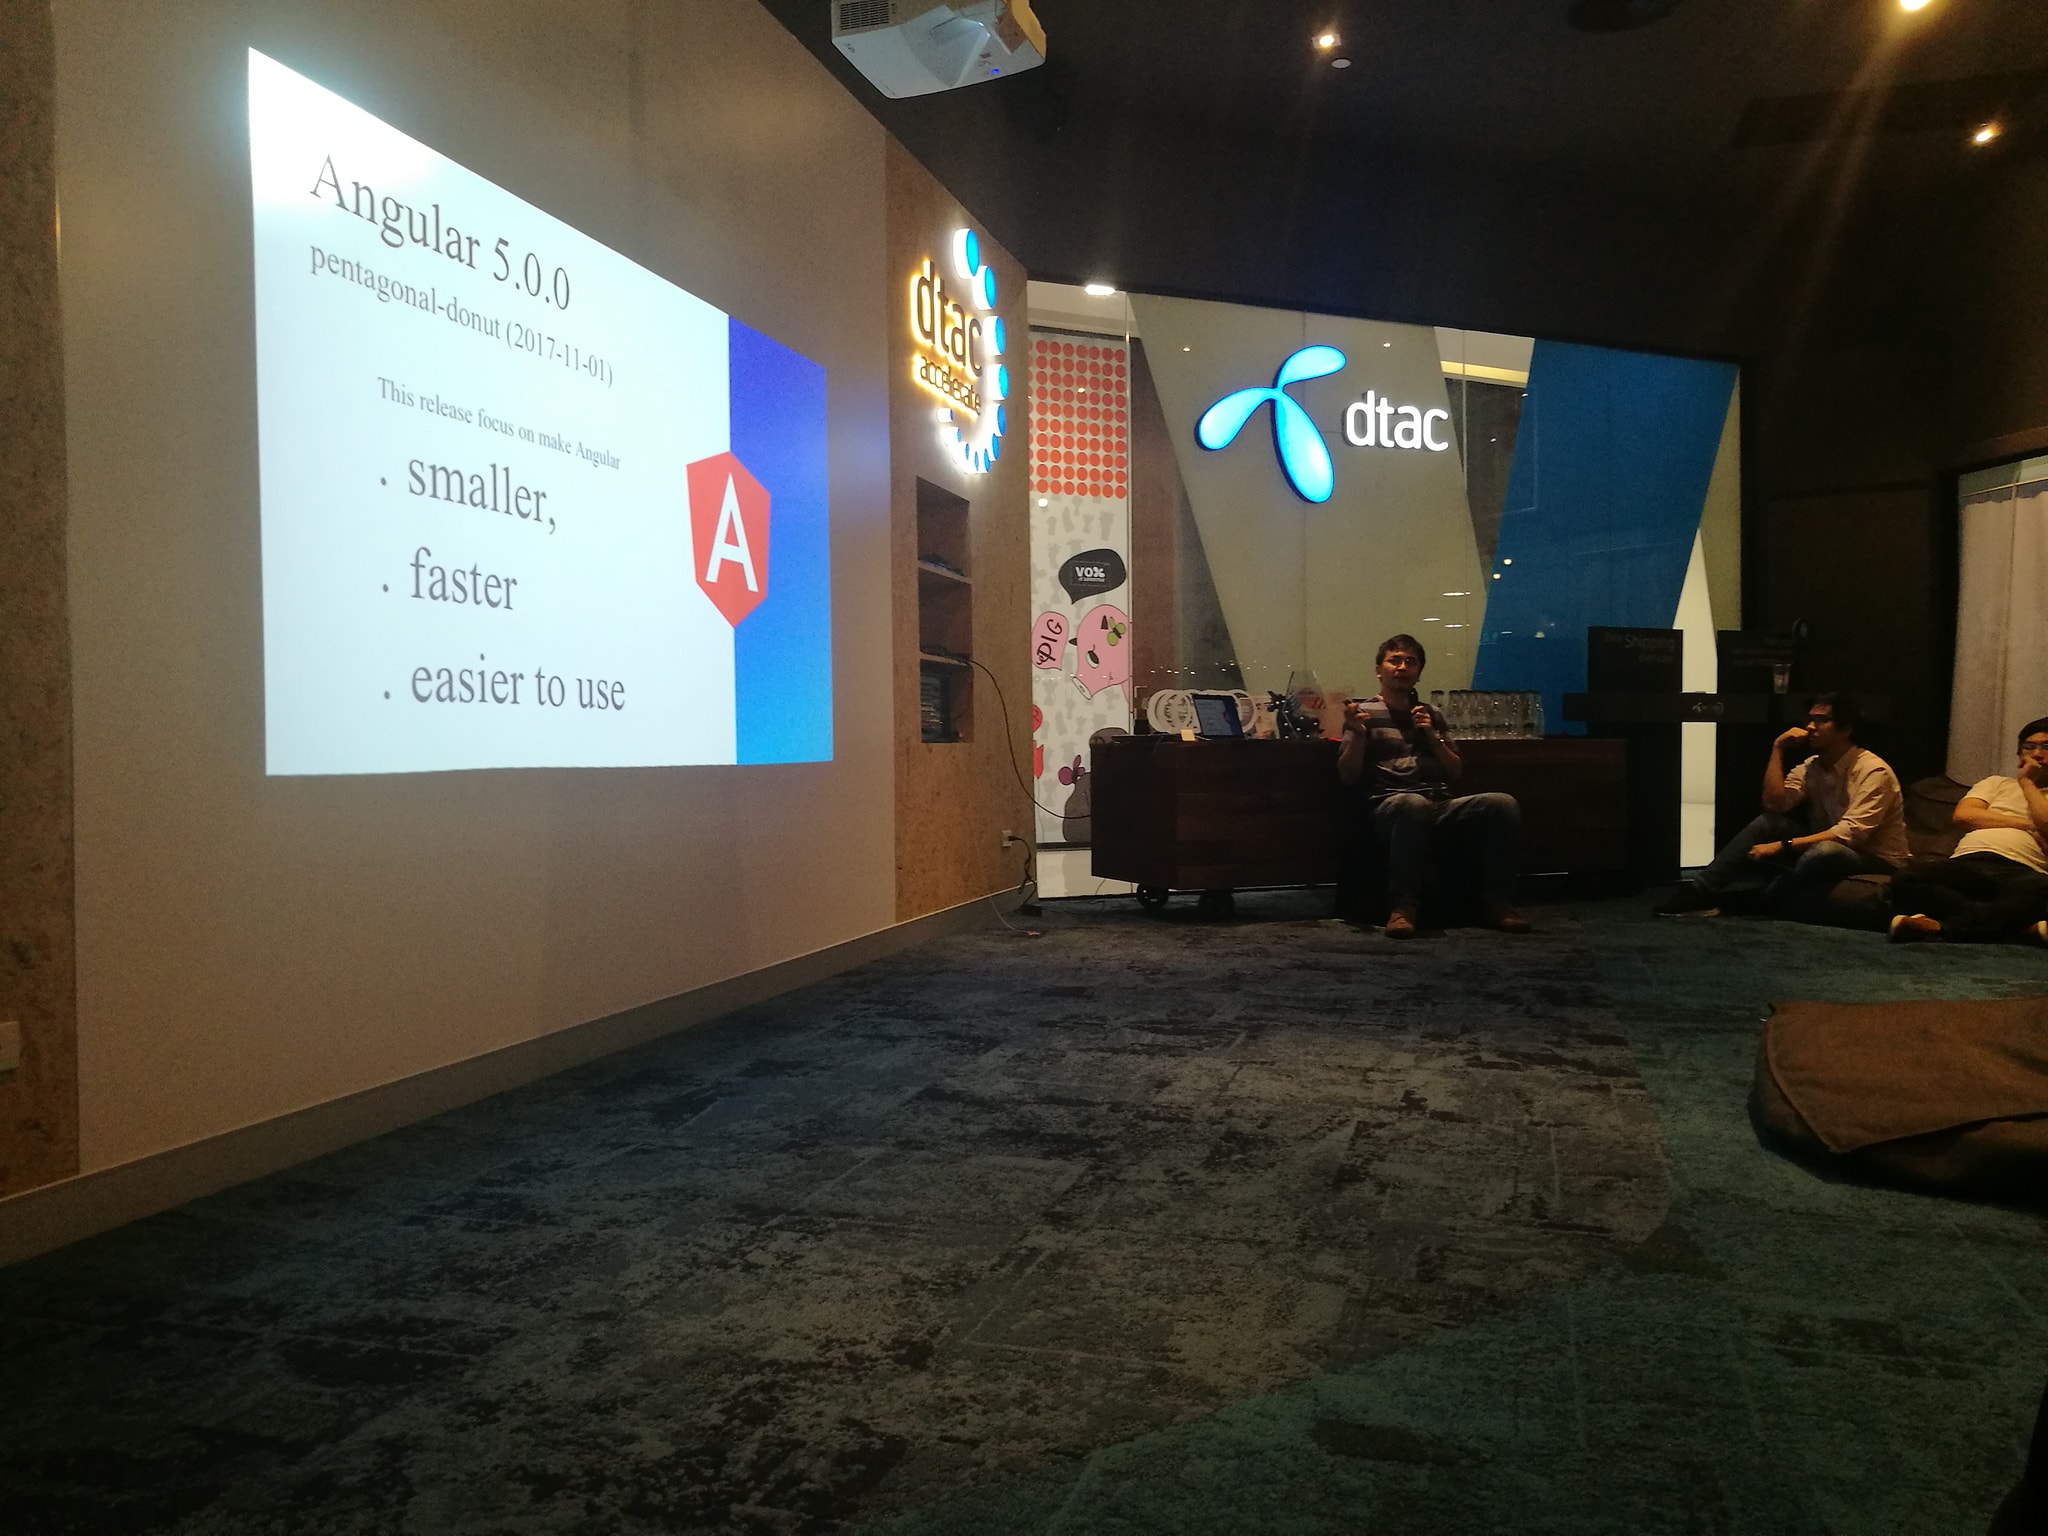 Angular 5.0.0
pentagonal-donut (2017-11-01)
This release focus on make Angular
. smaller,
. faster
. easier to use
A
dtac
accelerate
dtac
vox
PIG
Shipping